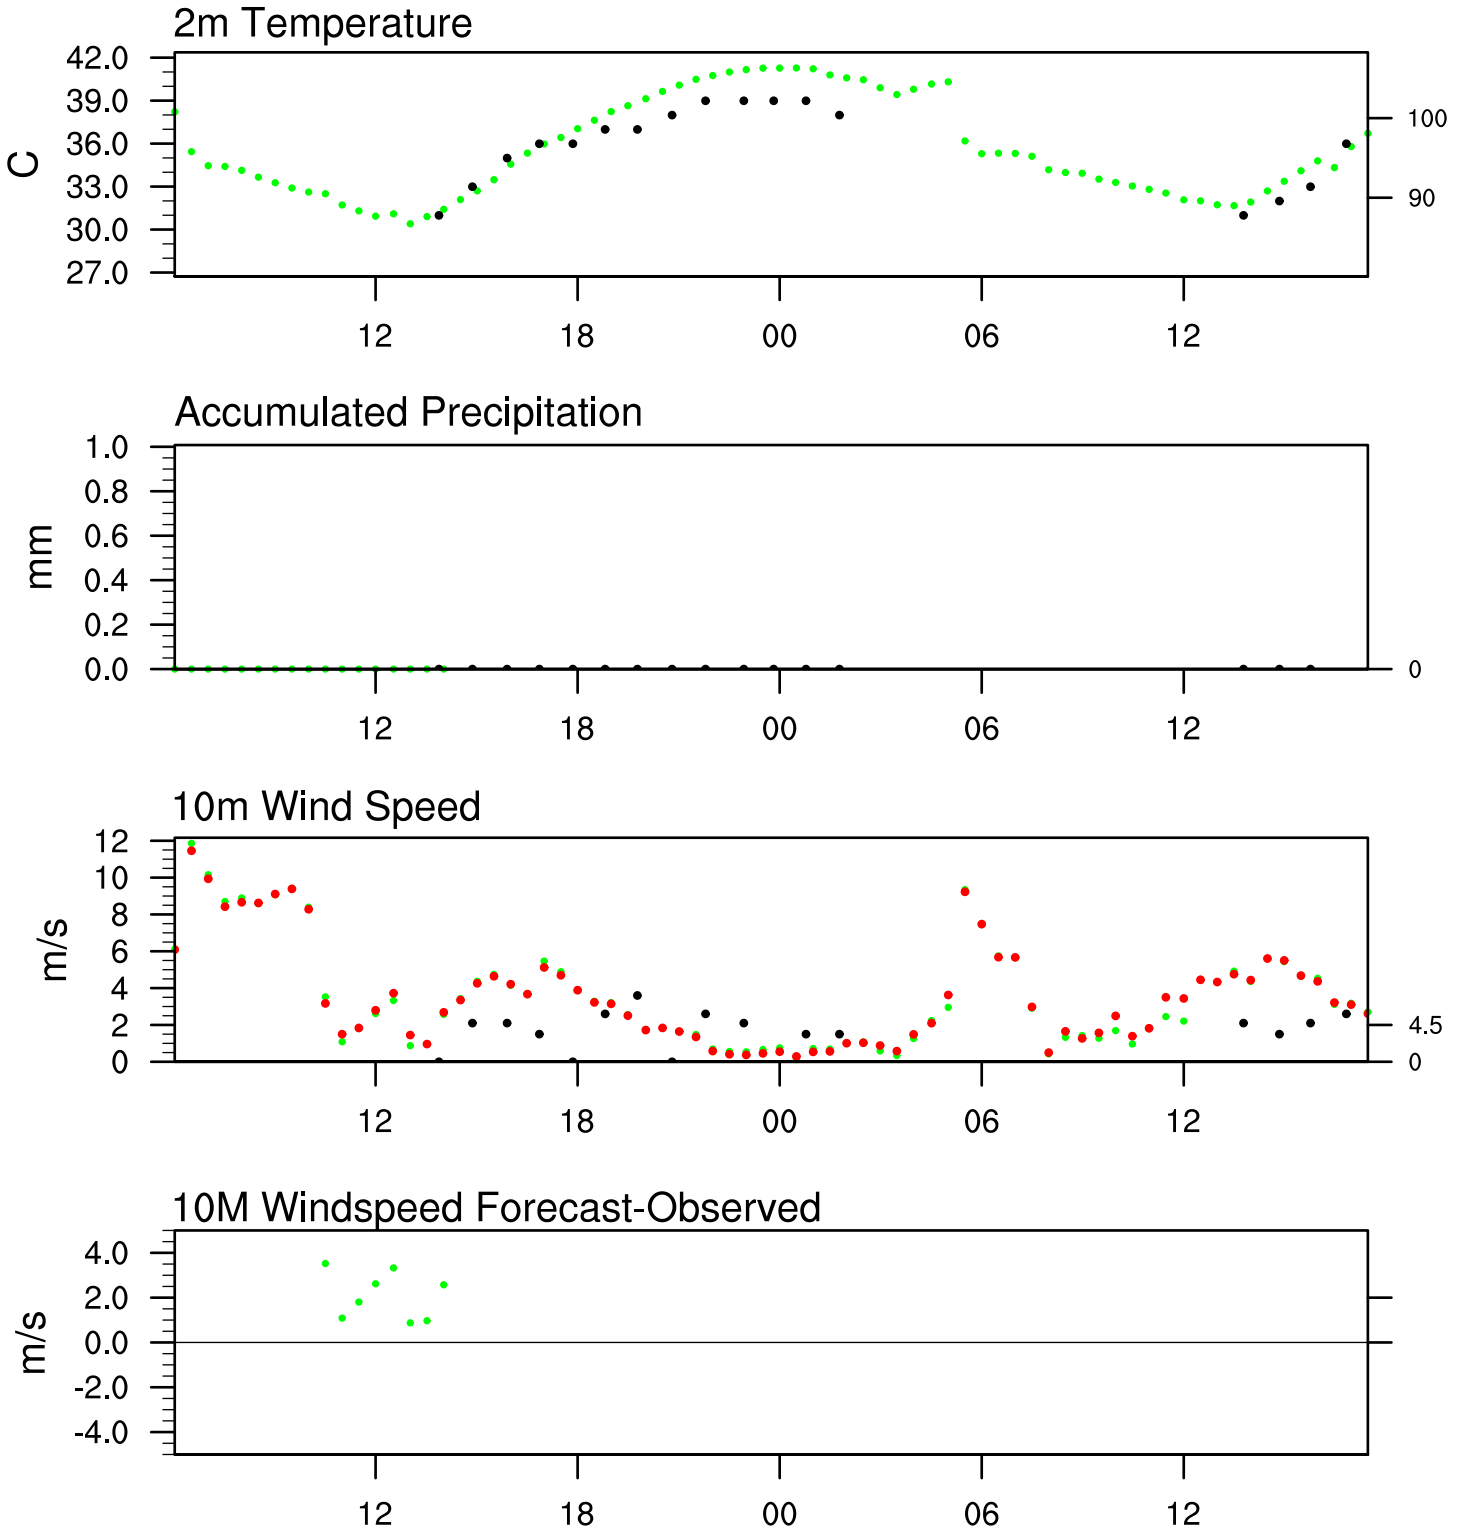 2m Temperature
42.0
39.0
36.0
33.0
30.0
27.0
C
100
90
12 18 00 06 12
Accumulated Precipitation
1.0
0.8
0.6
0.4
0.2
0.0
mm
0
12 18 00 06 12
10m Wind Speed
12
10
8
6
4
2
0
m/s
4.5
0
12 18 00 06 12
10M Windspeed Forecast-Observed
4.0
2.0
0.0
-2.0
-4.0
m/s
12 18 00 06 12